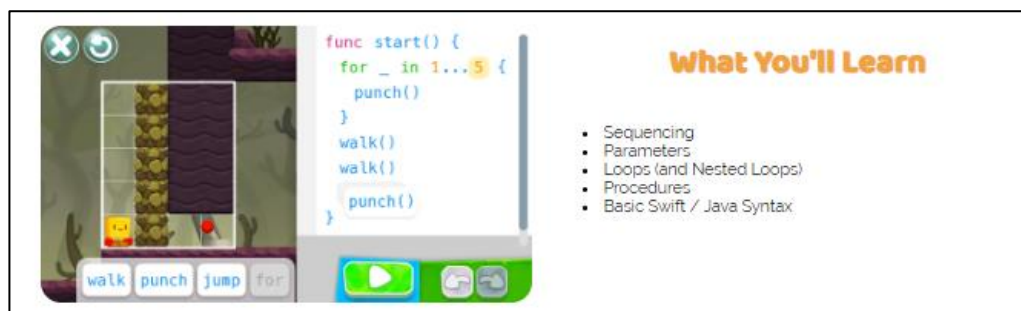 func start() {
for _ in 1...5 {
punch()
}
walk()
walk()
punch()
}
walk punch jump for
What You'll Learn
• Sequencing
• Parameters
• Loops (and Nested Loops)
• Procedures
• Basic Swift / Java Syntax